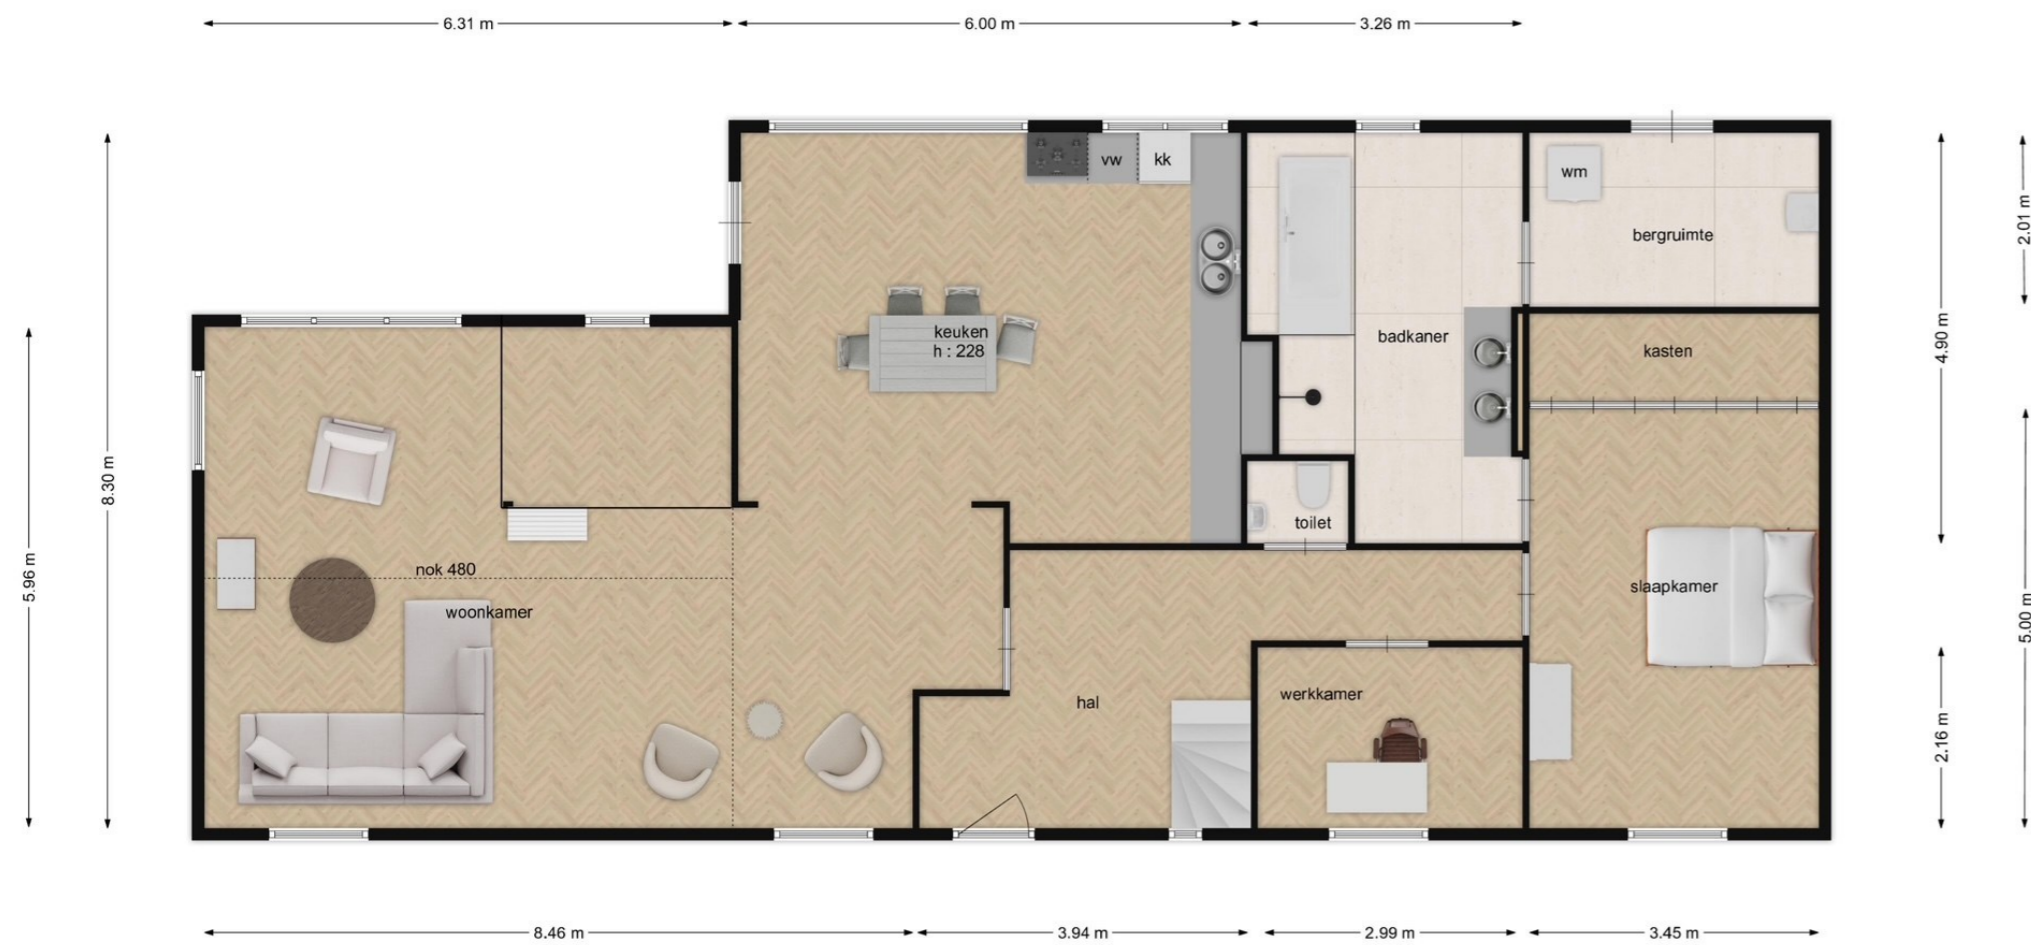 6.31 m
6.00 m
3.26 m
vw
kk
wm
bergruimte
2.01 m
keuken
h : 228
badkaner
kasten
4.90 m
8.30 m
5.96 m
toilet
nok 480
woonkamer
slaapkamer
5.00 m
hal
werkkamer
2.16 m
8.46 m
3.94 m
2.99 m
3.45 m